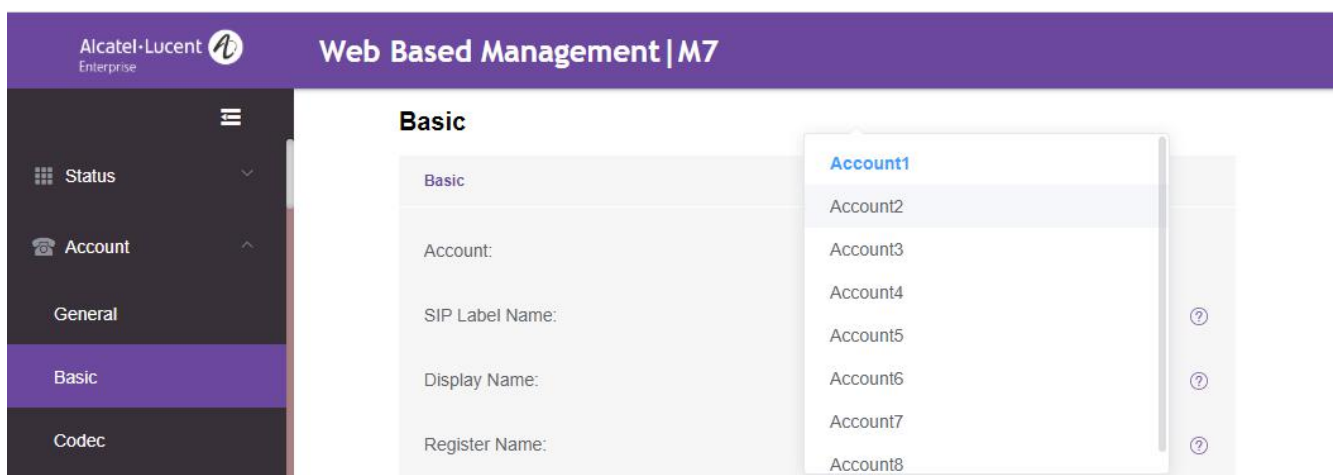 Alcatel·Lucent
Enterprise
Web Based Management|M7
Basic
Status
Account
General
Basic
Codec
Basic
Account:
SIP Label Name:
Display Name:
Register Name:
Account1
Account2
Account3
Account4
Account5
Account6
Account7
Account8